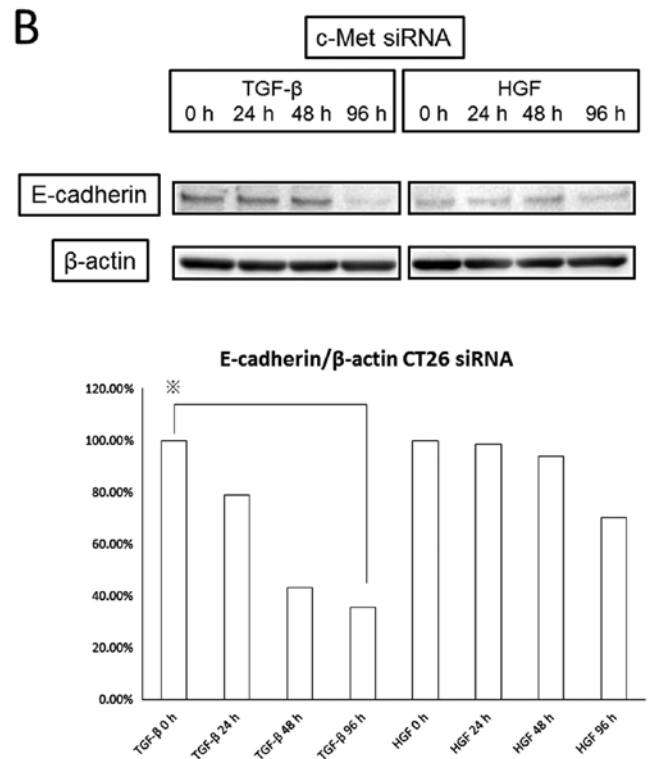 B
c-Met siRNA
TGF-β
HGF
0 h 24 h 48 h 96 h
0 h 24 h 48 h 96 h
E-cadherin
β-actin
E-cadherin/β-actin CT26 siRNA
※
120.00%
100.00%
80.00%
60.00%
40.00%
20.00%
0.00%
TGF-β 0 h
TGF-β 24 h
TGF-β 48 h
TGF-β 96 h
HGF 0 h
HGF 24 h
HGF 48 h
HGF 96 h